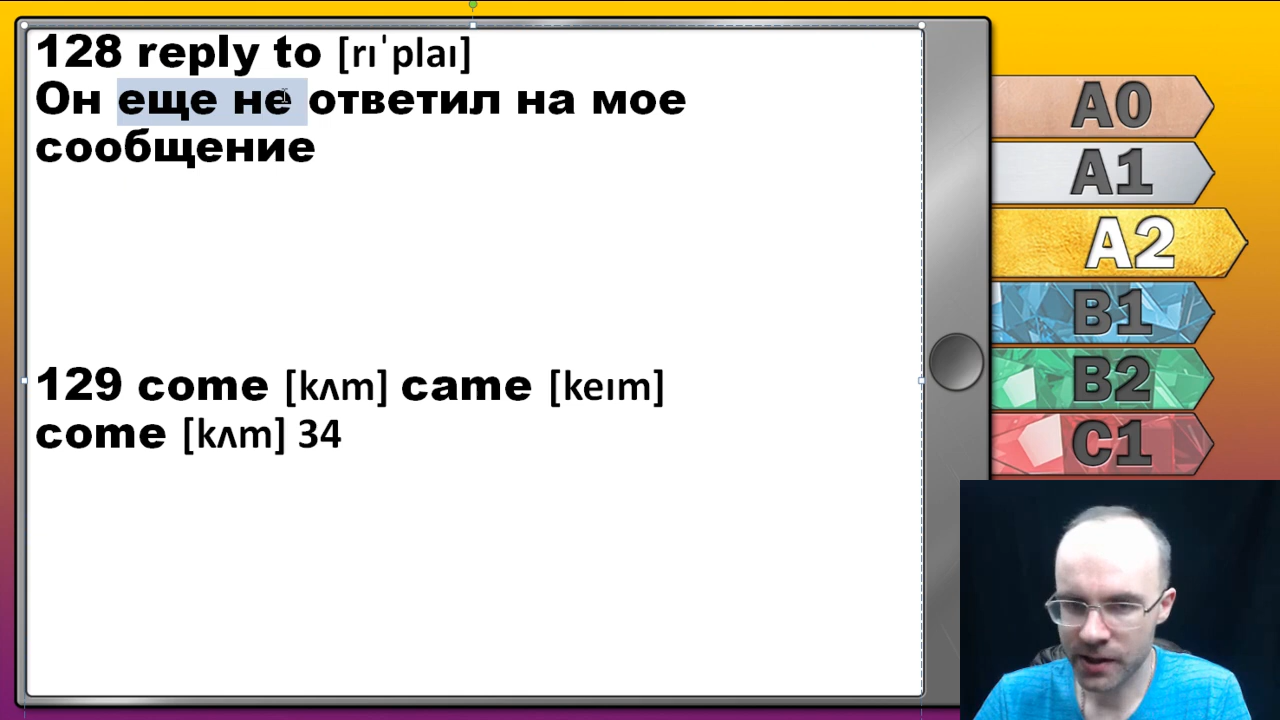 128 reply to [rɪˈplaɪ]
Он еще не ответил на мое
сообщение
129 come [kʌm] came [keɪm]
come [kʌm] 34
A0
A1
A2
B1
B2
C1